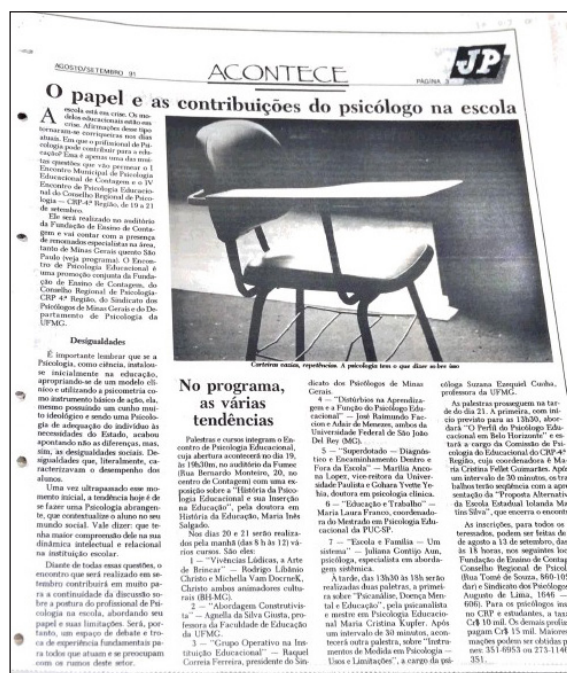 AGOSTO/SETEMBRO 91
ACONTECE
PÁGINA 3
JP
O papel e as contribuições do psicólogo na escola
A escola está em crise. Os mo-
delos educacionais estão em
crise. Afirmações desse tipo
tornaram-se corriqueiras nos dias
atuais. Em que o profissional de Psi-
cologia pode contribuir para a edu-
cação? Essa é apenas uma das mui-
tas questões que vão permear o I
Encontro Municipal de Psicologia
Educacional de Contagem e o IV
Encontro de Psicologia Educacio-
nal do Conselho Regional de Psico-
logia — CRP-4ª Região, de 19 a 21
de setembro.
Ele será realizado no auditório
da Fundação de Ensino de Conta-
gem e vai contar com a presença
de renomados especialistas na área,
tanto de Minas Gerais quento São
Paulo (veja programa). O Encon-
tro de Psicologia Educacional é
uma promoção conjunta da Funda-
ção de Ensino de Contagem, do
Conselho Regional de Psicologia-
CRP 4ª Região, do Sindicato dos
Psicólogos de Minas Gerais e do De-
partamento de Psicologia da
UFMG.
Desigualdades
É importante lembrar que se a
Psicologia, como ciência, instalou-
se inicialmente na educação,
apropriando-se de um modelo clí-
nico e utilizando a psicometria co-
mo instrumento básico de ação, ela,
mesmo possuindo um cunho mui-
to ideológico e sendo uma Psicolo-
gia de adequação do indivíduo às
necesidades do Estado, acabou
apontando não as diferenças, mas,
sim, as desigualdades sociais. De-
sigualdades que, literalmente, ca-
racterizavam o desempenho dos
alunos.
Uma vez ultrapassado esse mo-
mento inicial, a tendência hoje é de
se fazer uma Psicologia abrangen-
te, que contextualize o aluno no seu
mundo social. Vale dizer: que te-
nha maior compreensão dele na sua
dinâmica intelectual e relacional
na instituição escolar.
Diante de todas essas questões, o
encontro que será realizado em se-
tembro contribuirá em muito pa-
ra a continuidade da discussão so-
bre a postura do profissional de Psi-
cologia na escola, abordando seu
papel e suas limitações. Será, por-
tanto, um espaço de debate e tro-
ca de experiência fundamentais pa-
ra todos que atuam e se preocupam
com os rumos deste setor.
Carteiras vazias, repetências. A psicologia tem o que dizer sobre isso
No programa,
as várias
tendências
Palestras e cursos integram o En-
contro de Psicologia Educacional,
cuja abertura acontecerá no dia 19,
às 19h30m, no auditório da Fumec
(Rua Bernardo Monteiro, 20, no
centro de Contagem) com uma ex-
posição sobre a "História da Psico-
logia Educacional e sua Inserção
na Educação", pela doutora em
História da Educação, Maria Inês
Salgado.
Nos dias 20 e 21 serão realiza-
dos pela manhã (das 8 às 12) vá-
rios cursos. São eles:
1 — "Vivências Lúdicas, a Arte
de Brincar" — Rodrigo Libânio
Christo e Michella Vam DocrneK,
Christo ambos animadores cultu-
rais (BH-MG).
2 — "Abordagem Construtivis-
ta" — Agnella da Silva Giusta, pro-
fessora da Faculdade de Educação
da UFMG.
3 — "Grupo Operativo na Ins-
tituição Educacional" — Raquel
Correia Ferreira, presidente do Sin-
dicato dos Psicólogos de Minas
Gerais.
4 — "Distúrbios na Aprendiza-
gem e a Função do Psicólogo Edu-
cacional" — José Raimundo Fac-
cion e Adair de Menezes, ambos da
Universidade Federal de São João
Del Rey (MG).
5 — "Superdotado — Diagnós-
tico e Encaminhamento Dentro e
Fora da Escola" — Marília Anco-
na Lopez, vice-reitora da Universi-
dade Paulista e Gohara Yvette Ye-
hia, doutora em psicologia clínica.
6 — "Educação e Trabalho" —
Maria Laura Franco, coordenado-
ra do Mestrado em Psicologia Edu-
cacional da PUC-SP.
7 — "Escola e Família — Um
sistema" — Juliana Gontijo Aun,
psicóloga, especialista em aborda-
gem sistêmica.
À tarde, das 13h30 às 18h serão
realizadas duas palestras, a primei-
ra sobre "Psicanálise, Doença Men-
tal e Educação", pela psicanalista
e mestre em Psicologia Educacio-
nal Maria Cristina Kupfer. Após
um intervalo de 30 minutos, acon-
tecerá outra palestra, sobre "Instru-
mentos de Medida em Psicologia —
Usos e Limitações", a cargo da psi-
cóloga Suzana Ezequiel Cunha,
professora da UFMG.
As palestras prosseguem na tar-
de do dia 21. A primeira, com iní-
cio previsto para as 13h30, abor-
dará "O Perfil do Psicólogo Edu-
cacional em Belo Horizonte" e es-
tará a cargo da Comissão de Psi-
cologia do Educacional do CRP 4ª
Região, cuja coordenadora é Ma-
ria Cristina Fellet Guimarães. Após
um intervalo de 30 minutos, os tra-
balhos terão sequência com a apre-
sentação da "Proposta Alternativa
da Escola Estadual Iolanda Mar-
tins Silva", que encerra o encontro.
As inscrições, para todos os
teressados, podem ser feitas de
de agosto a 13 de setembro, das
às 18 horas, nos seguintes loc
Fundação de Ensino de Contag
Conselho Regional de Psicol
(Rua Tomé de Souza, 860-105
dar) e Sindicato dos Psicólogos
Augusto de Lima, 1646 —
606). Para os psicólogos ins
no CRP e estudantes, a tax
Cr$ 10 mil. Os demais profiss
pagam Cr$ 15 mil. Maiores
mações podem ser obtidas p
nes: 351-6953 ou 273-1140
351.